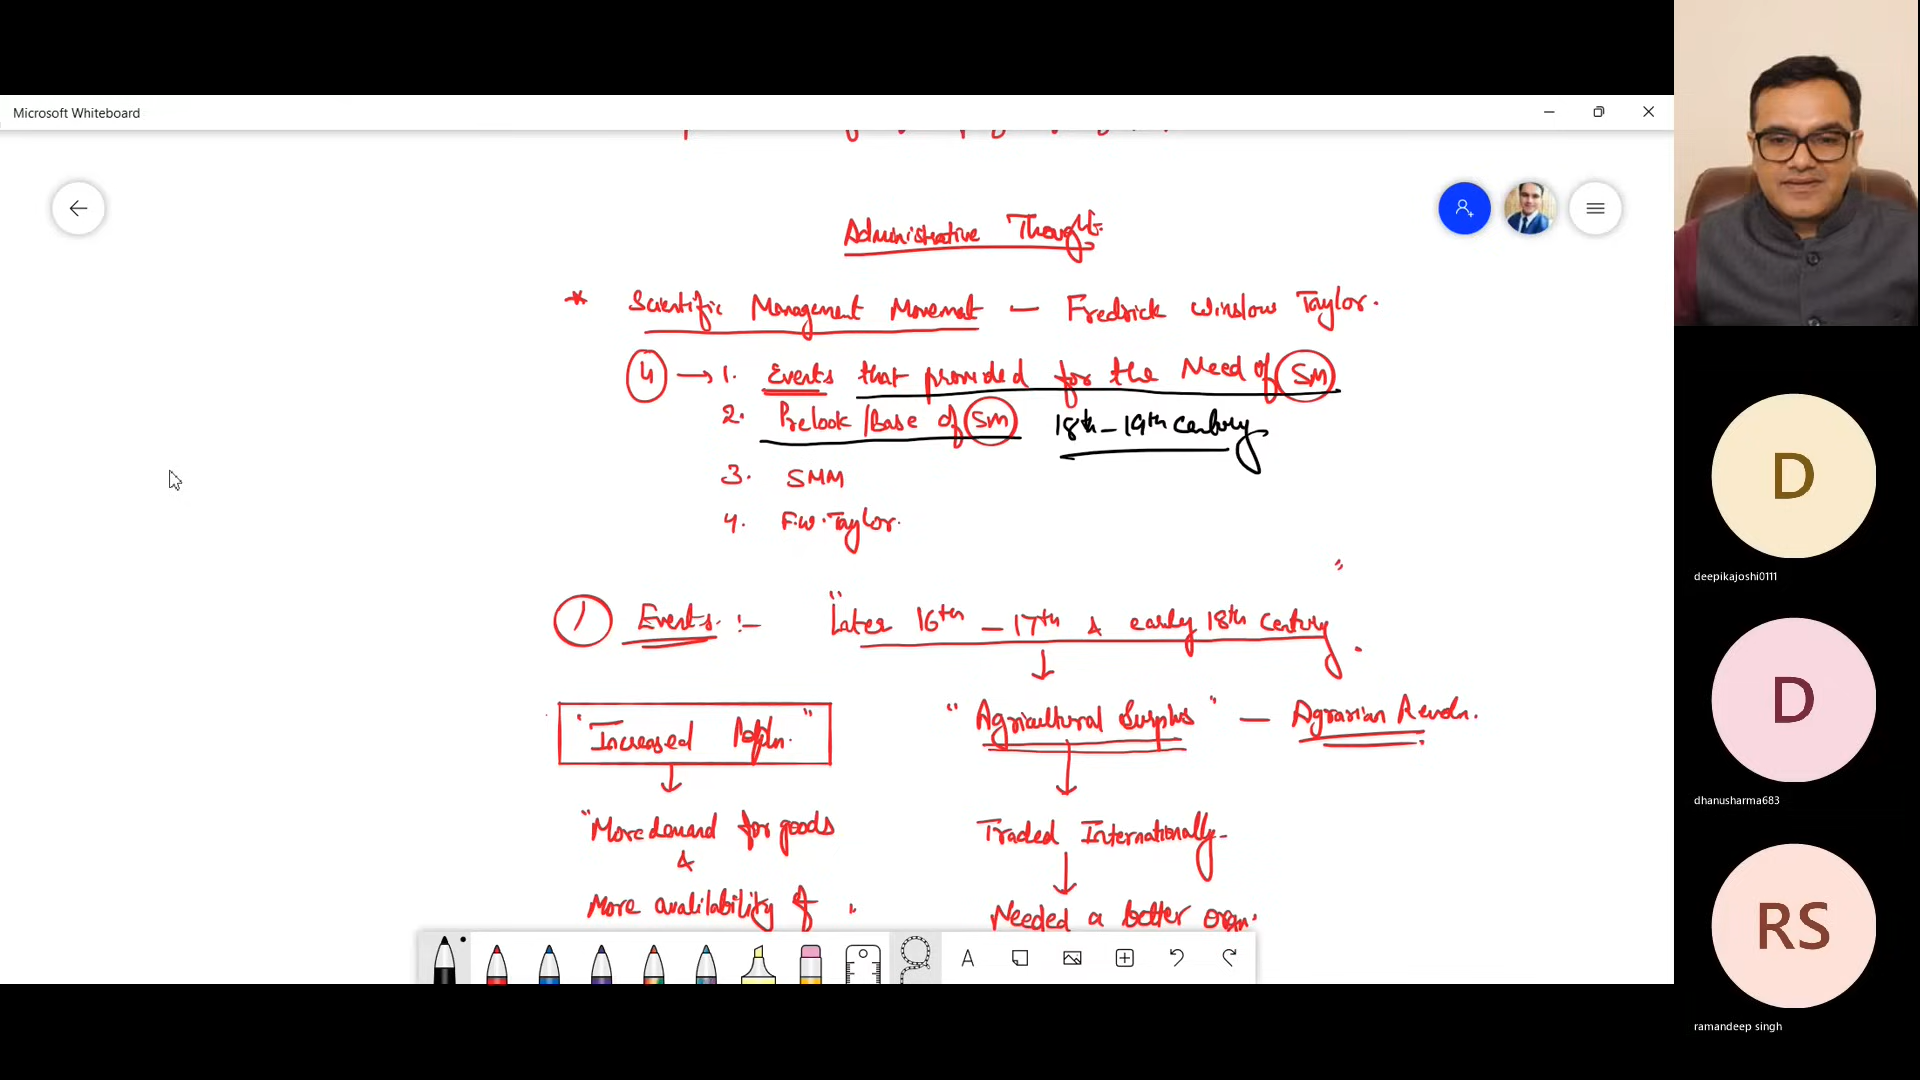 Microsoft Whiteboard
Administrative Thought
* Scientific Management Movemet — Fredrick Winslow Taylor.
4 → 1. Events that provided for the Need of SM
2. Prelook /Base of SM 18th – 19th Century
3. SMM
4. F.W. Taylor.
1 Events :- "Later 16th – 17th & early 18th Century".
"Increased Popln." "Agricultural Surplus" — Agrarian Revoln.
"More demand for goods
&
More availability of "
Traded Internationally
Needed a better orgn.
D
deepikajoshi0111
D
dhanusharma683
RS
ramandeep singh